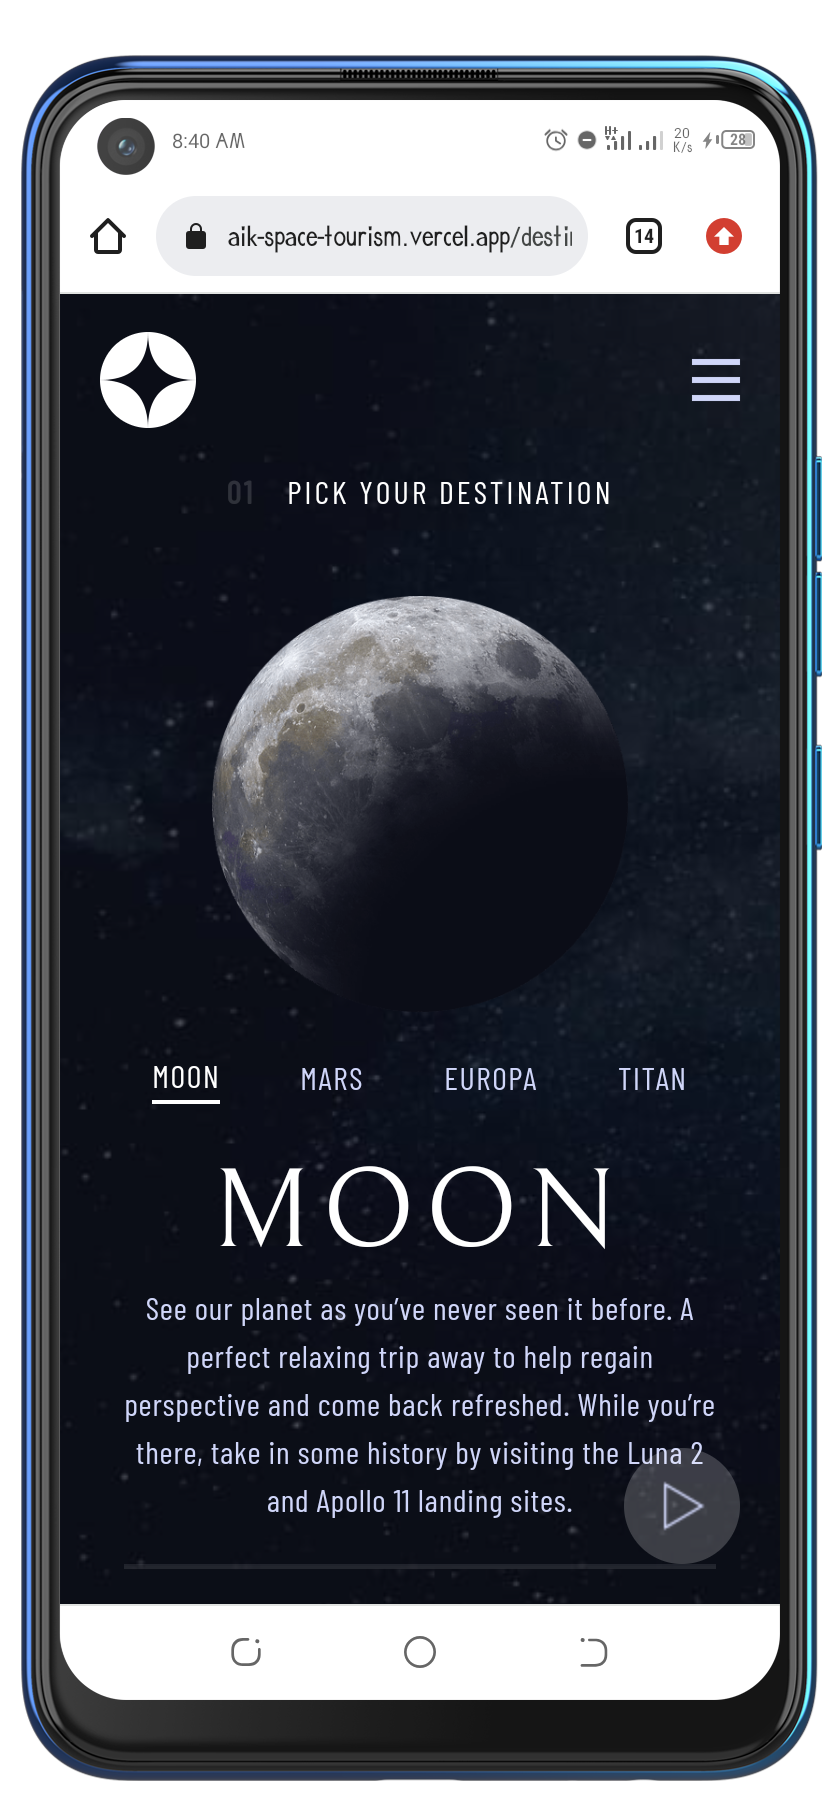 8:40 AM
H+
20
K/s
28
aik-space-tourism.vercel.app/desti
14
01 PICK YOUR DESTINATION
MOON MARS EUROPA TITAN
MOON
See our planet as you’ve never seen it before. A
perfect relaxing trip away to help regain
perspective and come back refreshed. While you’re
there, take in some history by visiting the Luna 2
and Apollo 11 landing sites.